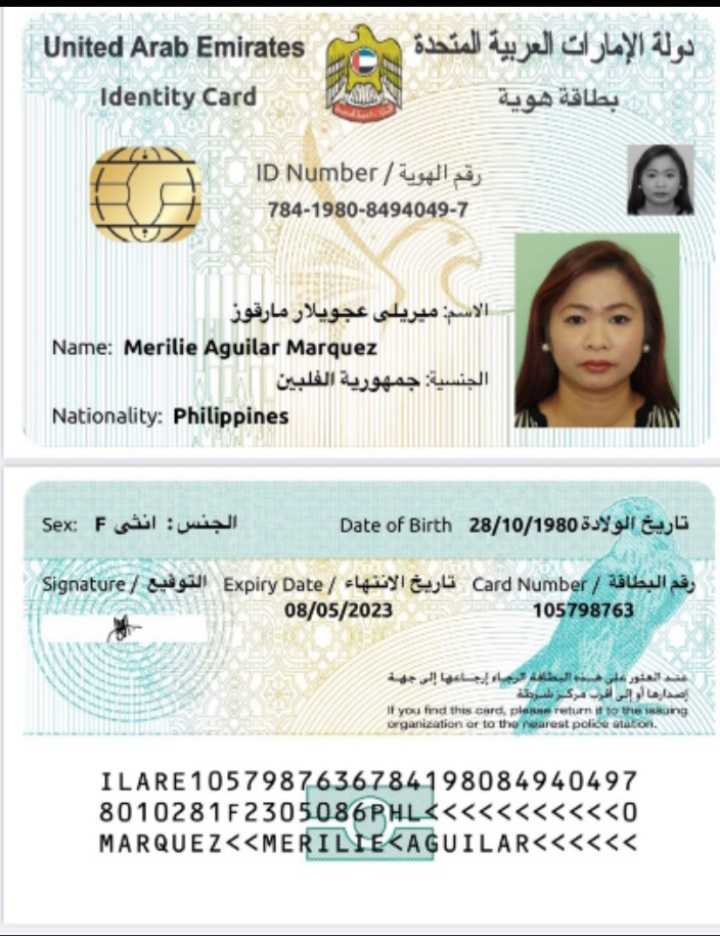 United Arab Emirates دولة الإمارات العربية المتحدة
Identity Card بطاقة هوية
ID Number / رقم الهوية
784-1980-8494049-7
الاسم: ميريلى عجويلار مارقوز
Name: Merilie Aguilar Marquez
الجنسية: جمهورية الفلبين
Nationality: Philippines
Sex: F الجنس: انثى Date of Birth 28/10/1980 تاريخ الولادة
Signature / التوقيع Expiry Date / تاريخ الانتهاء Card Number / رقم البطاقة
08/05/2023 105798763
عند العثور على هذه البطاقة الرجاء إرجاعها إلى جهة
إصدارها أو إلى أقرب مركز شرطة
If you find this card, please return it to the issuing
organization or to the nearest police station.
ILARE1057987636784198084940497
8010281F2305086PHL<<<<<<<<<<<0
MARQUEZ<<MERILIE<AGUILAR<<<<<<